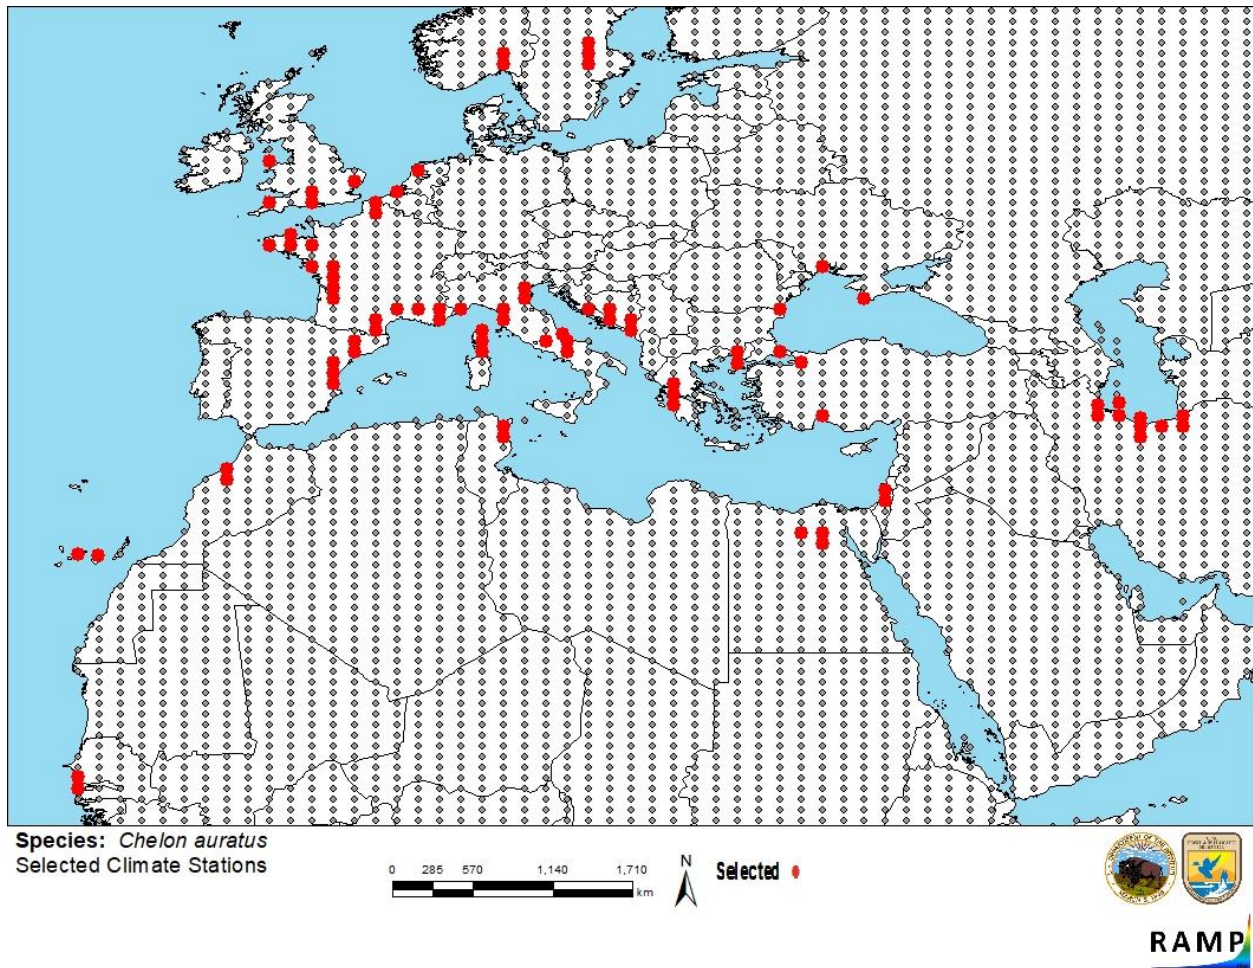 Species: Chelon auratus
Selected Climate Stations
0 285 570 1,140 1,710
km
N
Selected
RAMP